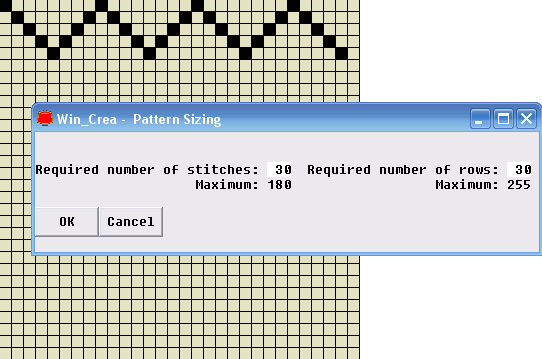 Win_Crea - Pattern Sizing
Required number of stitches: 30 Required number of rows: 30
Maximum: 180 Maximum: 255
OK Cancel